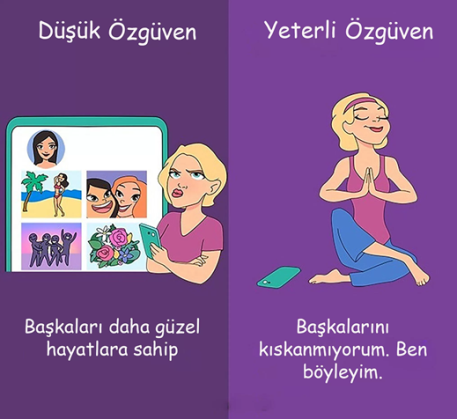 Düşük Özgüven
Yeterli Özgüven
Başkaları daha güzel
hayatlara sahip
Başkalarını
kıskanmıyorum. Ben
böyleyim.